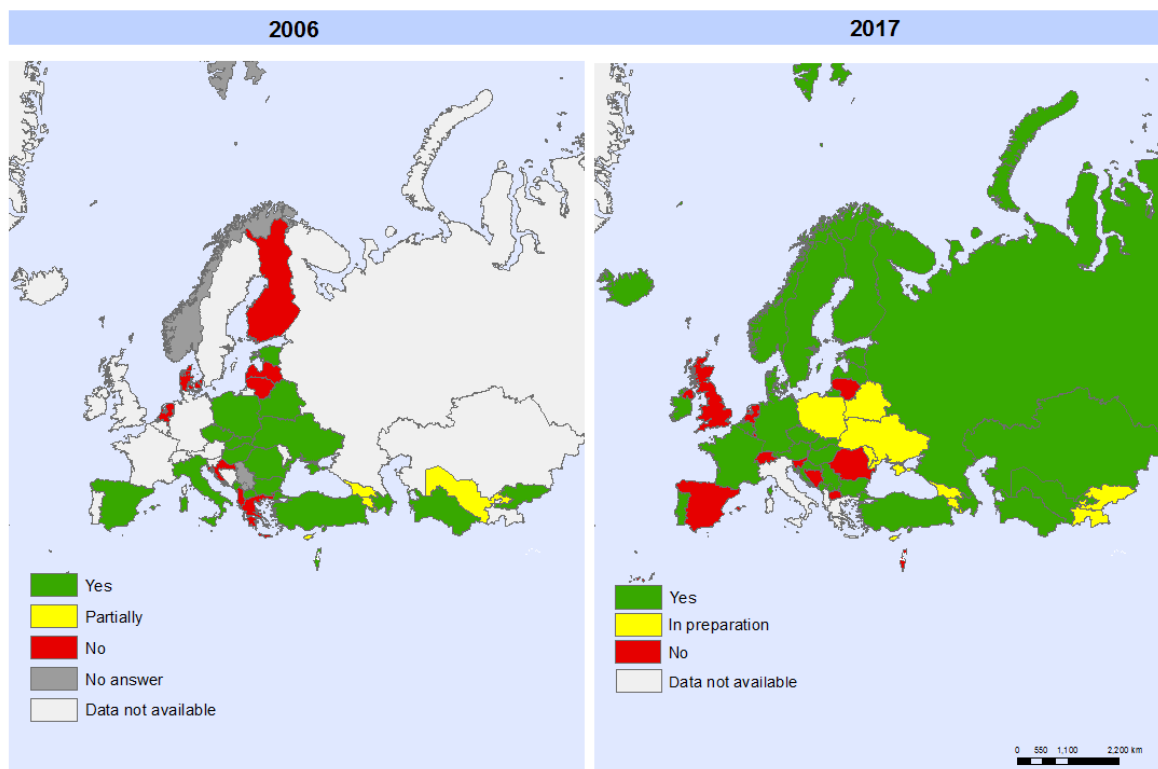 2006
2017
Yes
Partially
No
No answer
Data not available
Yes
In preparation
No
Data not available
0 550 1,100 2,200 km